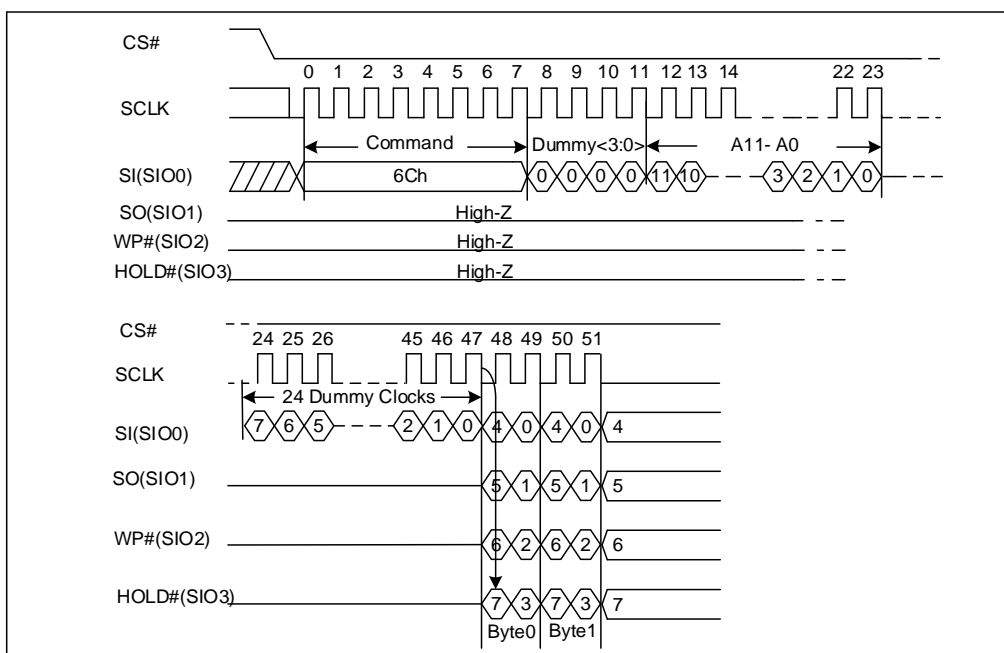 CS#
0 1 2 3 4 5 6 7 8 9 10 11 12 13 14 22 23
SCLK
Command Dummy<3:0> A11- A0
SI(SIO0) 6Ch 0 0 0 0 11 10 3 2 1 0
SO(SIO1) High-Z
WP#(SIO2) High-Z
HOLD#(SIO3) High-Z
CS#
24 25 26 45 46 47 48 49 50 51
SCLK
24 Dummy Clocks
SI(SIO0) 7 6 5 2 1 0 4 0 4 0 4
SO(SIO1) 5 1 5 1 5
WP#(SIO2) 6 2 6 2 6
HOLD#(SIO3) 7 3 7 3 7
Byte0 Byte1